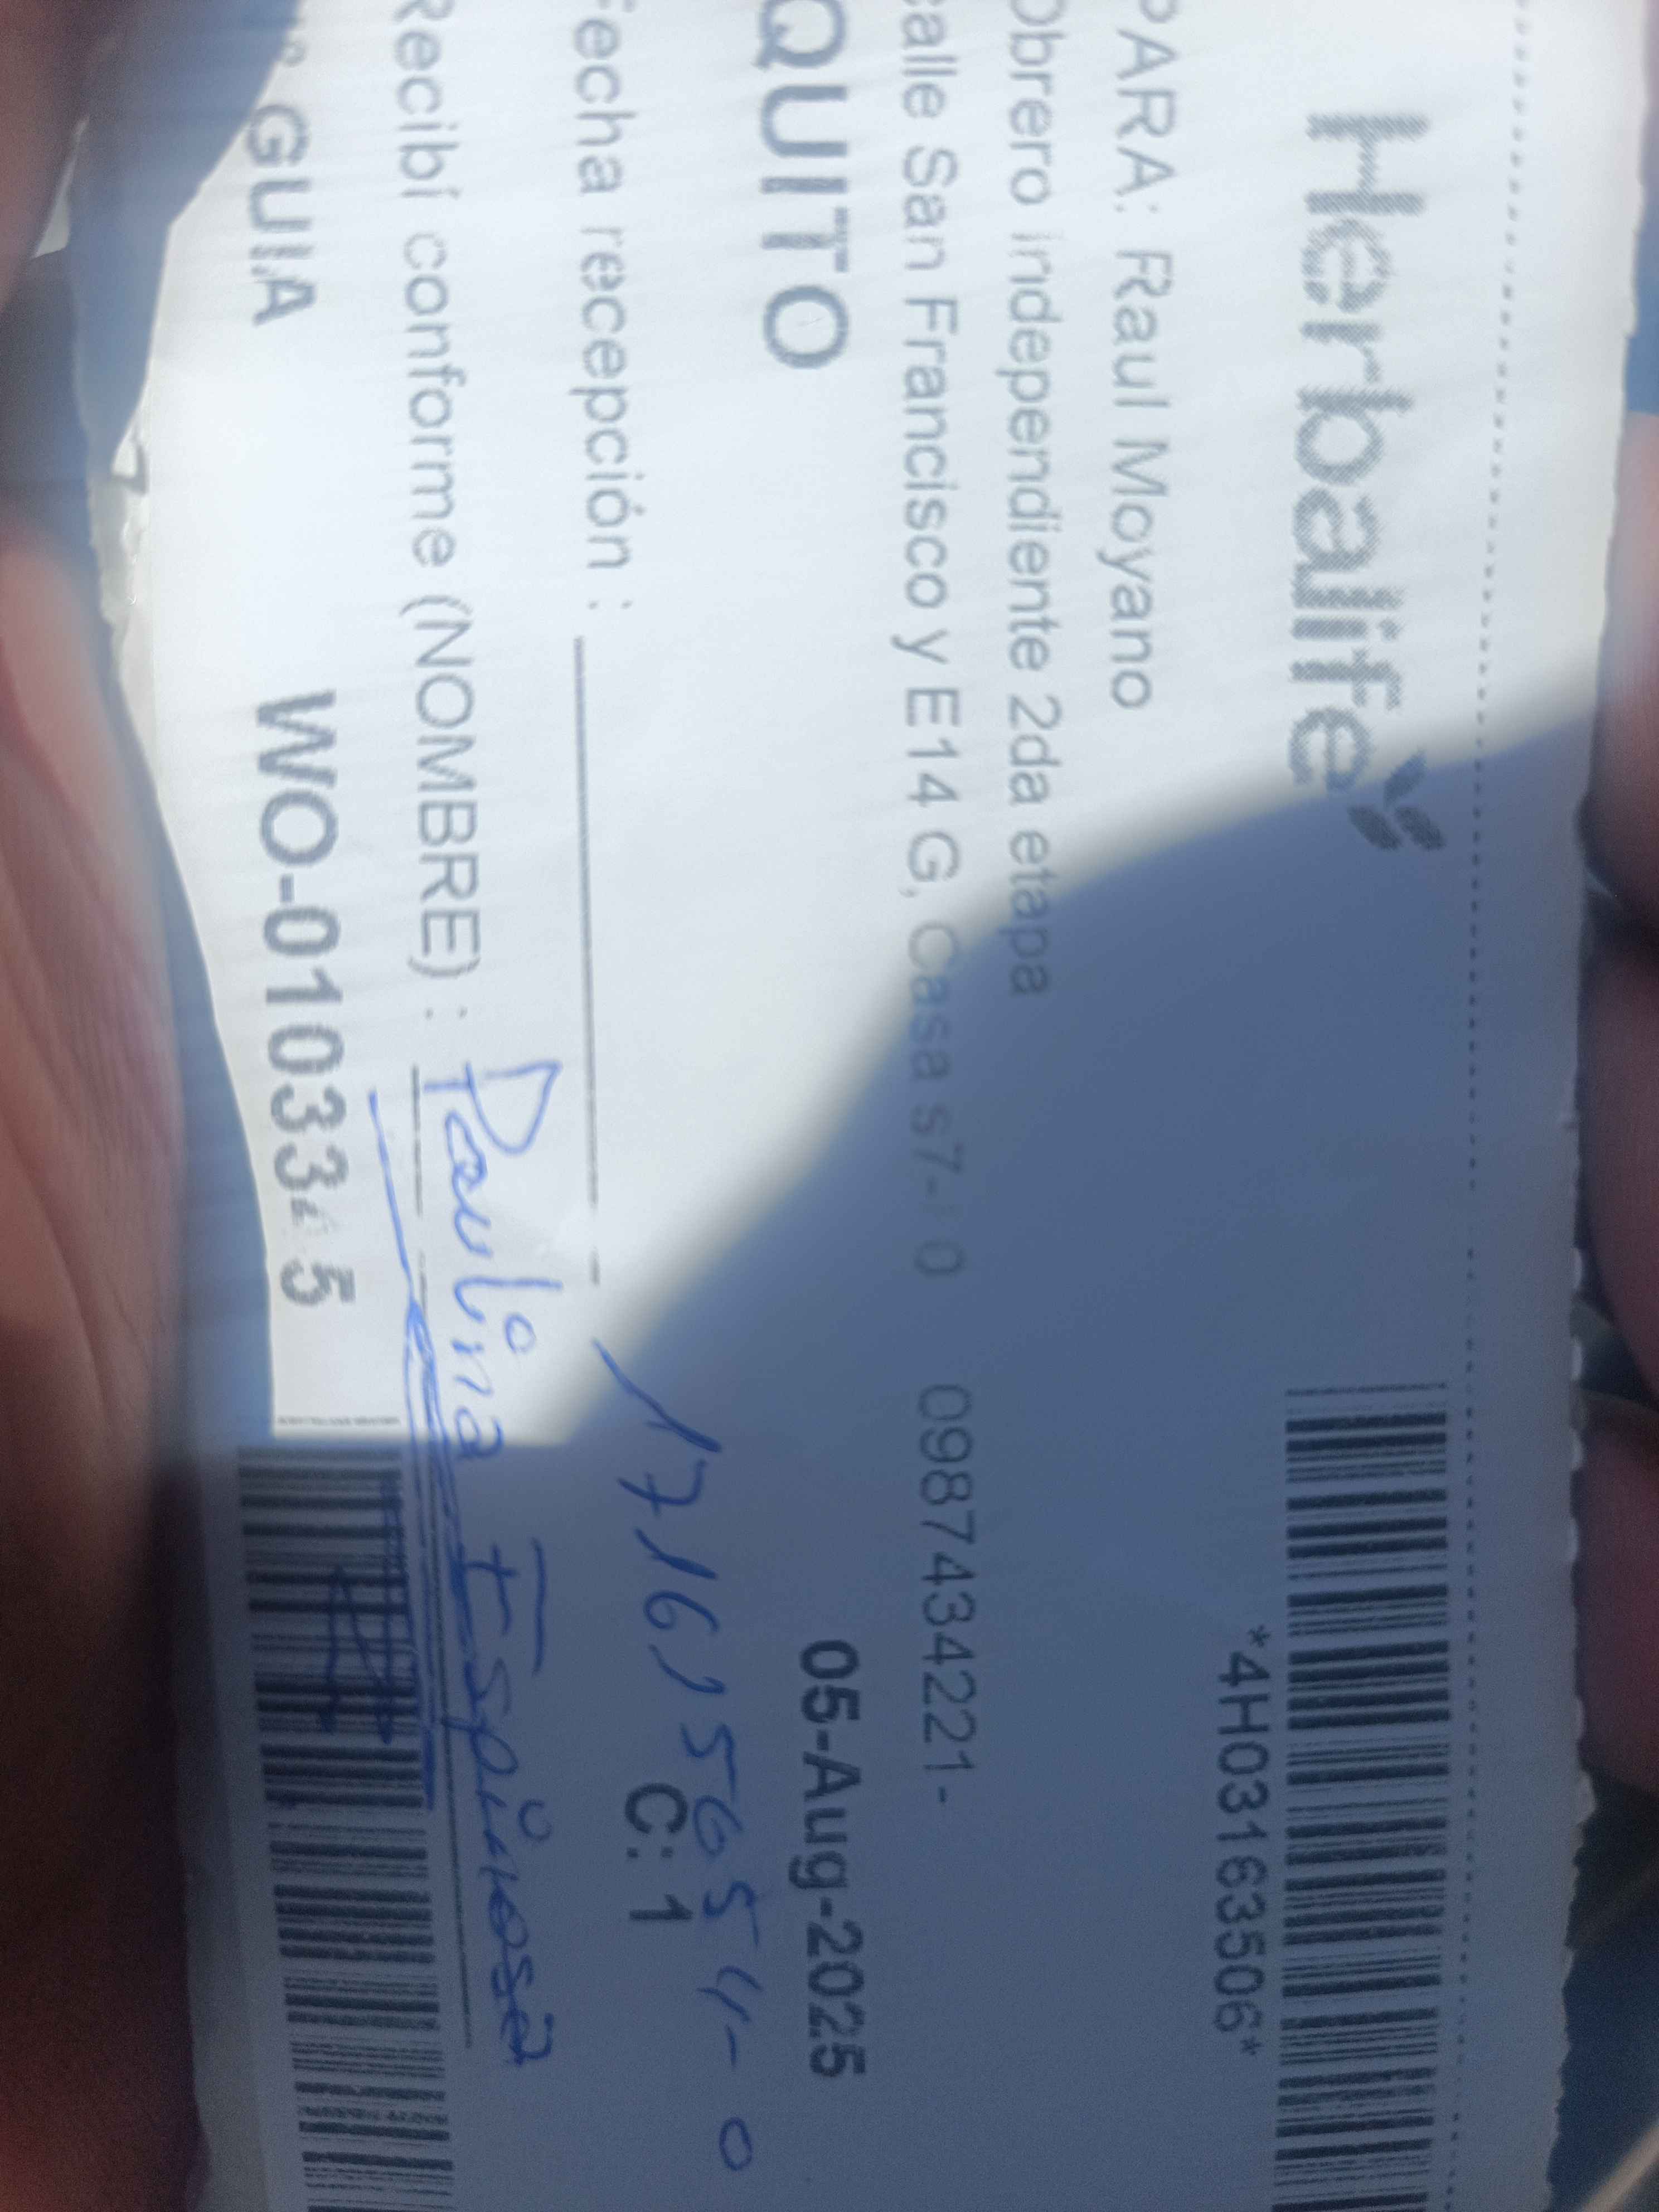 Herbalife
*4H03163506*
PARA: Raul Moyano
Obrero independiente 2da etapa
calle San Francisco y E14 G, Casa 0987434221-
QUITO 05-Aug-2025
Fecha recepción : C: 1
Recibí conforme (NOMBRE) : Paulina Espinosa
GUIA